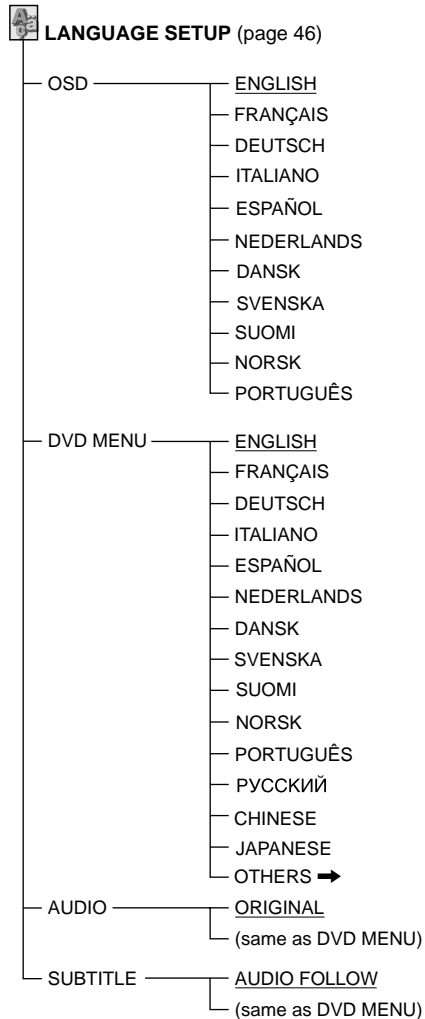 LANGUAGE SETUP (page 46)
OSD
ENGLISH
FRANÇAIS
DEUTSCH
ITALIANO
ESPAÑOL
NEDERLANDS
DANSK
SVENSKA
SUOMI
NORSK
PORTUGUÊS
DVD MENU
ENGLISH
FRANÇAIS
DEUTSCH
ITALIANO
ESPAÑOL
NEDERLANDS
DANSK
SVENSKA
SUOMI
NORSK
PORTUGUÊS
РУССКИЙ
CHINESE
JAPANESE
OTHERS ➡
AUDIO
ORIGINAL
(same as DVD MENU)
SUBTITLE
AUDIO FOLLOW
(same as DVD MENU)